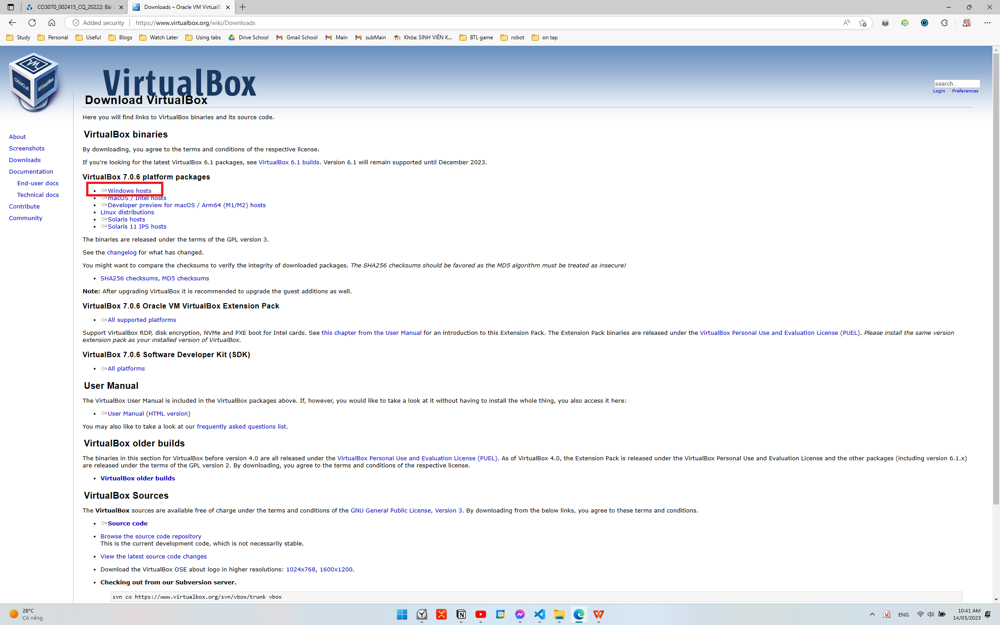 CO3070_002415_CQ_20222: Bài t
Downloads – Oracle VM VirtualB
Added security
https://www.virtualbox.org/wiki/Downloads
Study
Personal
Useful
Blogs
Watch Later
Using tabs
Drive School
Gmail School
Main
subMain
Khóa: SINH VIÊN K...
BTL game
robot
on tap
ORACLE
VirtualBox
VirtualBox
search...
Login
Preferences
Download VirtualBox
Here you will find links to VirtualBox binaries and its source code.
About
Screenshots
Downloads
Documentation
End-user docs
Technical docs
Contribute
Community
VirtualBox binaries
By downloading, you agree to the terms and conditions of the respective license.
If you're looking for the latest VirtualBox 6.1 packages, see VirtualBox 6.1 builds. Version 6.1 will remain supported until December 2023.
VirtualBox 7.0.6 platform packages
Windows hosts
macOS / Intel hosts
Developer preview for macOS / Arm64 (M1/M2) hosts
Linux distributions
Solaris hosts
Solaris 11 IPS hosts
The binaries are released under the terms of the GPL version 3.
See the changelog for what has changed.
You might want to compare the checksums to verify the integrity of downloaded packages. The SHA256 checksums should be favored as the MD5 algorithm must be treated as insecure!
SHA256 checksums, MD5 checksums
Note: After upgrading VirtualBox it is recommended to upgrade the guest additions as well.
VirtualBox 7.0.6 Oracle VM VirtualBox Extension Pack
All supported platforms
Support VirtualBox RDP, disk encryption, NVMe and PXE boot for Intel cards. See this chapter from the User Manual for an introduction to this Extension Pack. The Extension Pack binaries are released under the VirtualBox Personal Use and Evaluation License (PUEL). Please install the same version
extension pack as your installed version of VirtualBox.
VirtualBox 7.0.6 Software Developer Kit (SDK)
All platforms
User Manual
The VirtualBox User Manual is included in the VirtualBox packages above. If, however, you would like to take a look at it without having to install the whole thing, you also access it here:
User Manual (HTML version)
You may also like to take a look at our frequently asked questions list.
VirtualBox older builds
The binaries in this section for VirtualBox before version 4.0 are all released under the VirtualBox Personal Use and Evaluation License (PUEL). As of VirtualBox 4.0, the Extension Pack is released under the VirtualBox Personal Use and Evaluation License and the other packages (including version 6.1.x)
are released under the terms of the GPL version 2. By downloading, you agree to the terms and conditions of the respective license.
VirtualBox older builds
VirtualBox Sources
The VirtualBox sources are available free of charge under the terms and conditions of the GNU General Public License, Version 3. By downloading from the below links, you agree to these terms and conditions.
Source code
Browse the source code repository
This is the current development code, which is not necessarily stable.
View the latest source code changes
Download the VirtualBox OSE about logo in higher resolutions: 1024x768, 1600x1200.
Checking out from our Subversion server.
svn co https://www.virtualbox.org/svn/vbox/trunk vbox
28°C
Có nắng
31
V
ENG
10:41 AM
14/03/2023